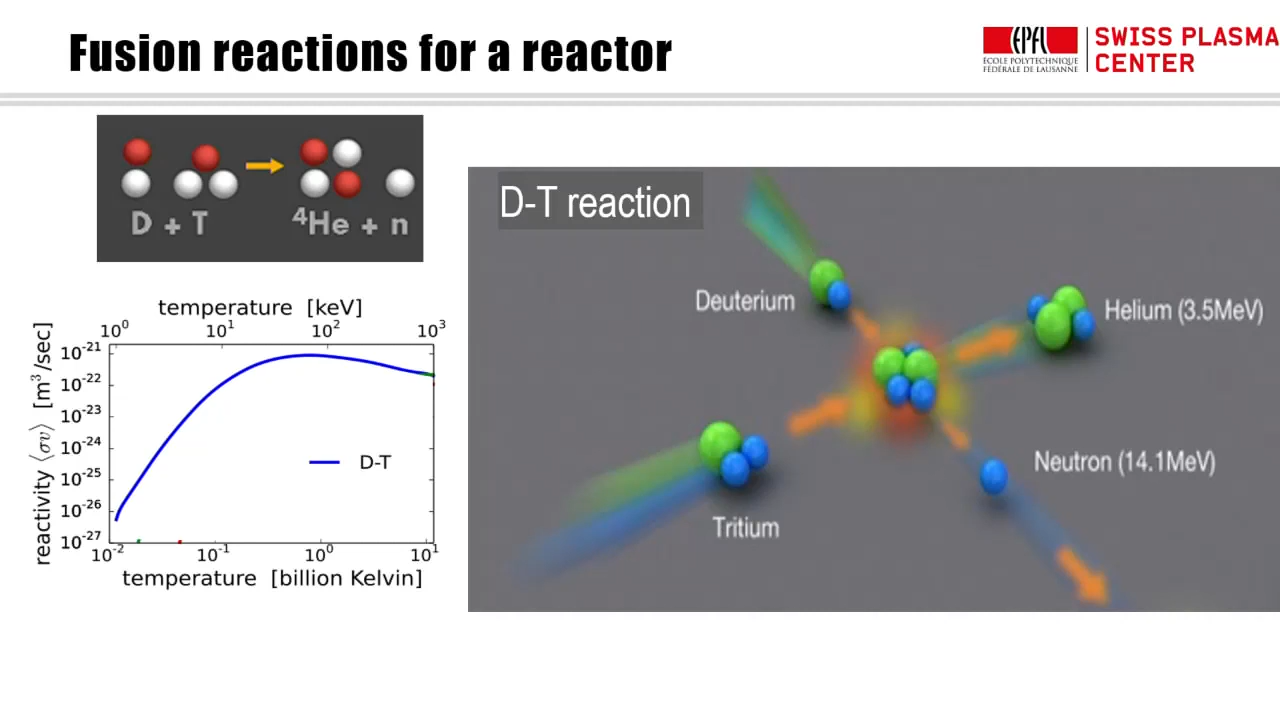 Fusion reactions for a reactor
EPFL
ÉCOLE POLYTECHNIQUE
FÉDÉRALE DE LAUSANNE
SWISS PLASMA
CENTER
D + T
⁴He + n
D-T reaction
Deuterium
Helium (3.5MeV)
Neutron (14.1MeV)
Tritium
temperature [keV]
10⁰ 10¹ 10² 10³
reactivity ⟨σv⟩ [m³/sec]
10⁻²¹
10⁻²²
10⁻²³
10⁻²⁴
10⁻²⁵
10⁻²⁶
10⁻²⁷
D-T
10⁻² 10⁻¹ 10⁰ 10¹
temperature [billion Kelvin]